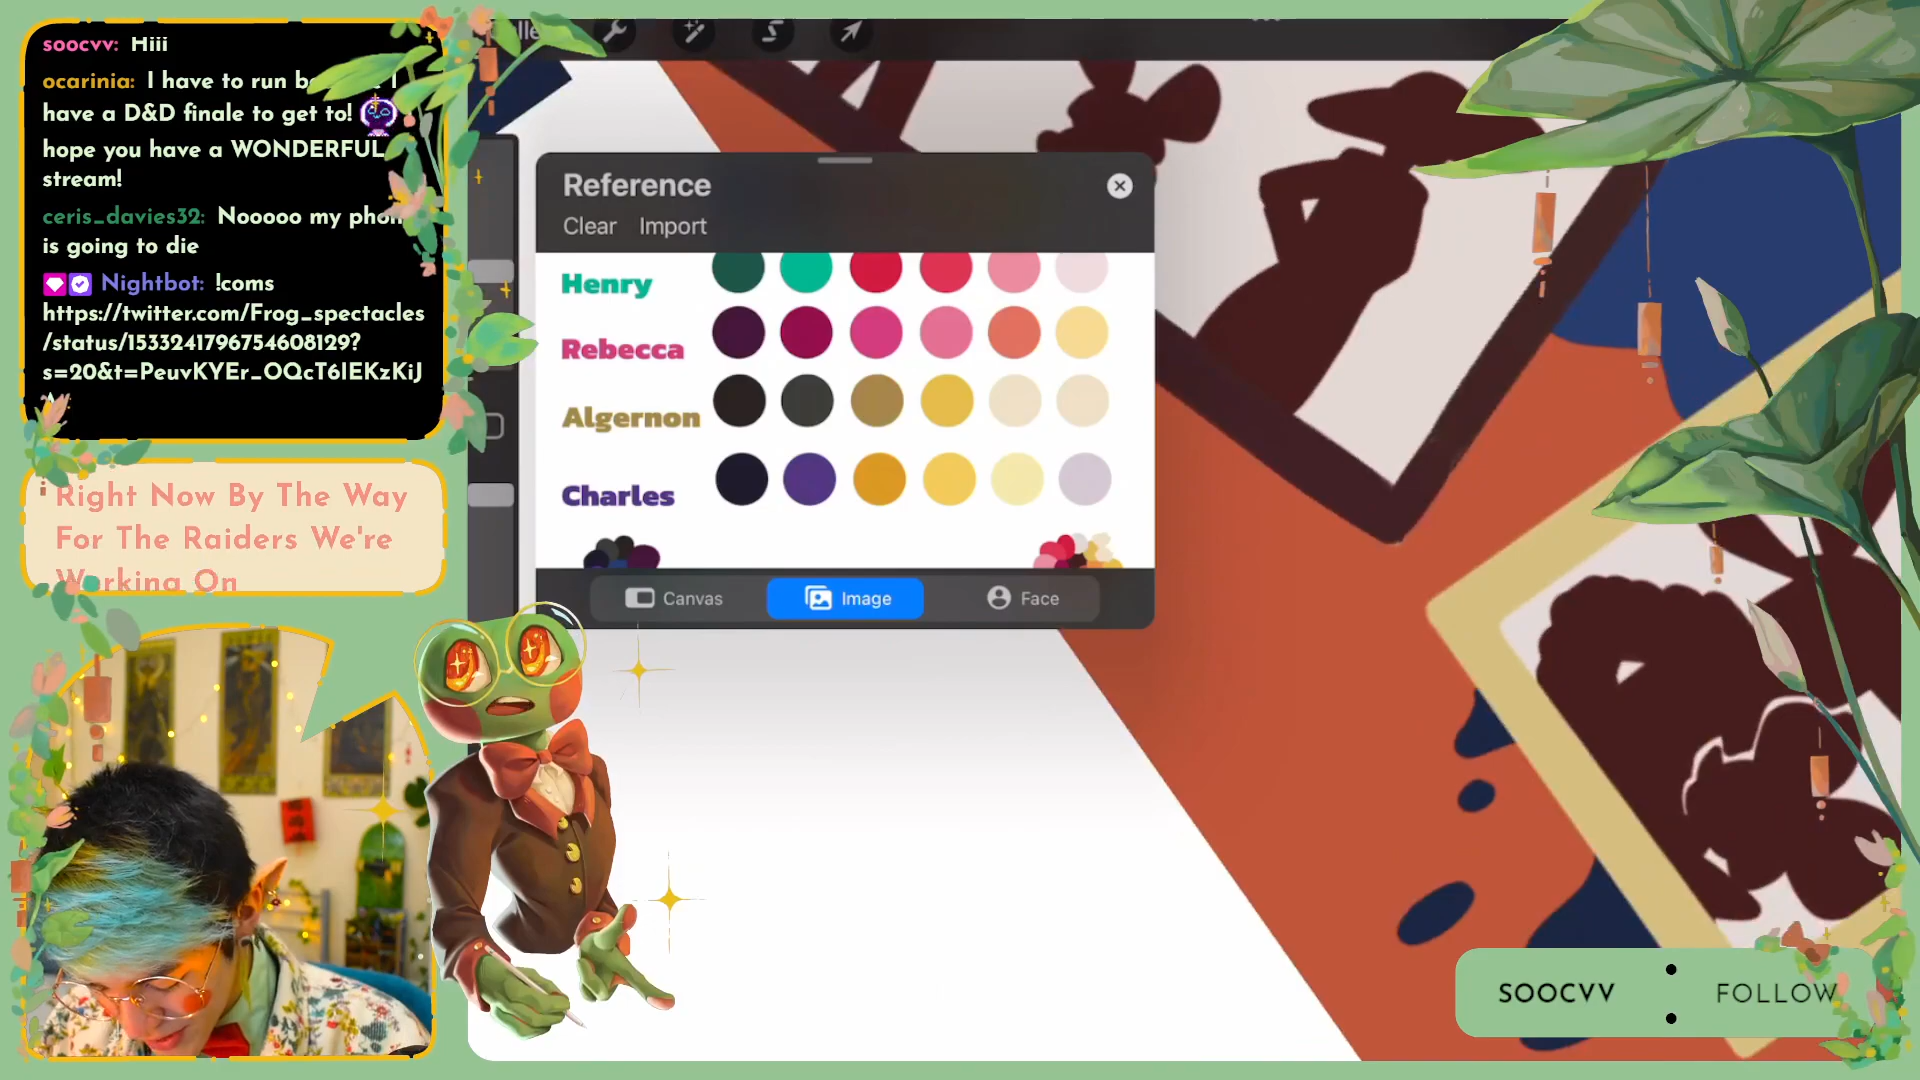 soocvv: Hiii
ocarinia: I have to run
have a D&D finale to get to!
hope you have a WONDERFUL
stream!
ceris_davies32: Nooooo my phon
is going to die
Nightbot: !coms
https://twitter.com/Frog_spectacles
/status/1533241796754608129?
s=20&t=PeuvKYEr_OQcT6IEKzKiJ
Right Now By The Way
For The Raiders We're
Working On
Reference
Clear Import
Henry
Rebecca
Algernon
Charles
Canvas
Image
Face
SOOCVV
FOLLOW